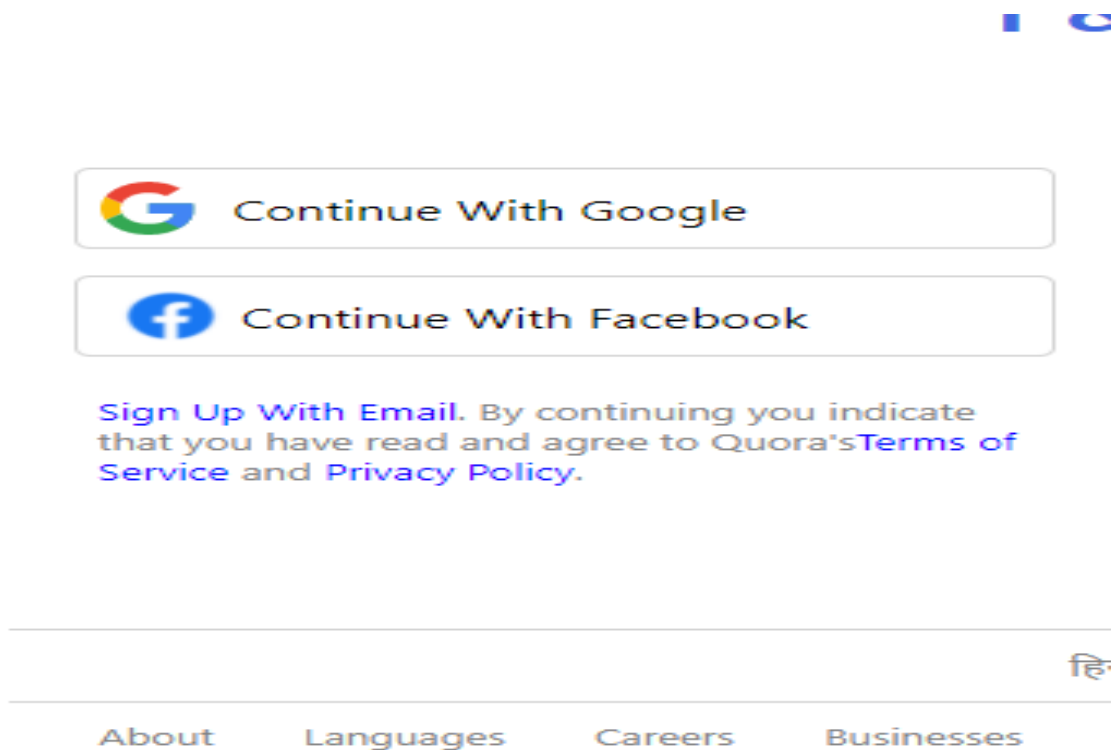 Continue With Google
Continue With Facebook
Sign Up With Email. By continuing you indicate
that you have read and agree to Quora'sTerms of
Service and Privacy Policy.
About Languages Careers Businesses